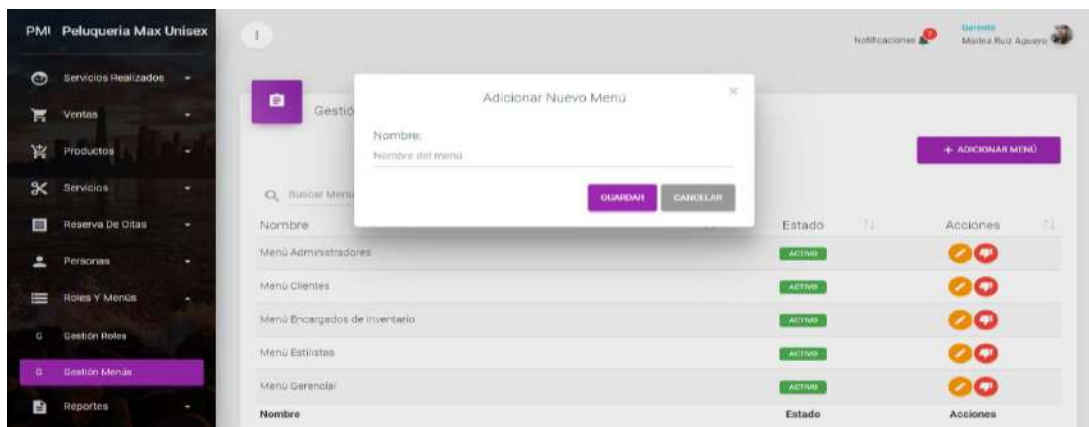 PMU Peluqueria Max Unisex
Servicios Realizados
Ventas
Productos
Servicios
Reserva De Citas
Personas
Roles Y Menús
G Gestión Roles
G Gestión Menús
Reportes
Notificaciones 7
Gerente
Marina Ruiz Aguayo
Gestió
+ ADICIONAR MENÚ
Adicionar Nuevo Menú ×
Nombre:
Nombre del menú
GUARDAR CANCELAR
Buscar Menú
Nombre Estado Acciones
Menú Administradores ACTIVO
Menú Clientes ACTIVO
Menú Encargados de inventario ACTIVO
Menú Estilistas ACTIVO
Menú Gerencial ACTIVO
Nombre Estado Acciones